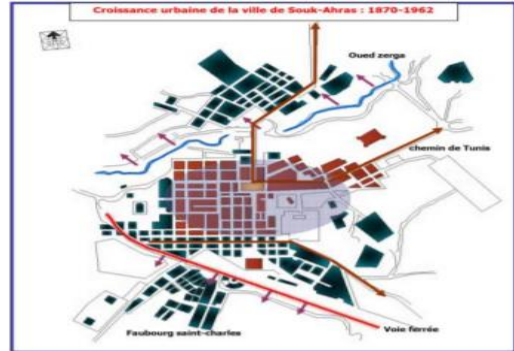 Croissance urbaine de la ville de Souk-Ahras : 1870-1962
Oued zerga
chemin de Tunis
Faubourg saint-charles
Voie ferrée